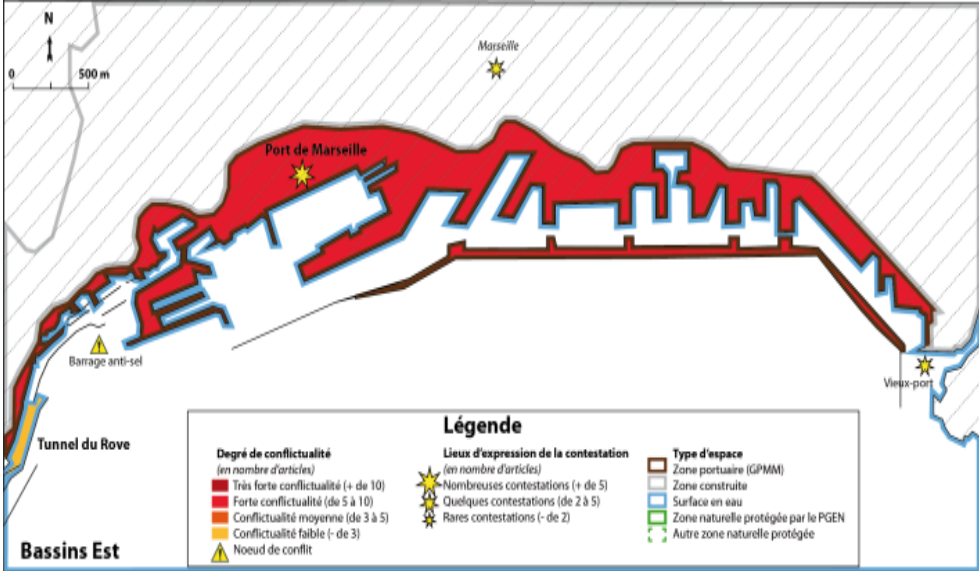 N
0 500 m
Marseille
Port de Marseille
Barrage anti-sel
Vieux-port
Tunnel du Rove
Bassins Est
Légende
Degré de conflictualité
(en nombre d'articles)
Très forte conflictualité (+ de 10)
Forte conflictualité (de 5 à 10)
Conflictualité moyenne (de 3 à 5)
Conflictualité faible (- de 3)
Noeud de conflit
Lieux d'expression de la contestation
(en nombre d'articles)
Nombreuses contestations (+ de 5)
Quelques contestations (de 2 à 5)
Rares contestations (- de 2)
Type d'espace
Zone portuaire (GPMM)
Zone construite
Surface en eau
Zone naturelle protégée par le PGEN
Autre zone naturelle protégée